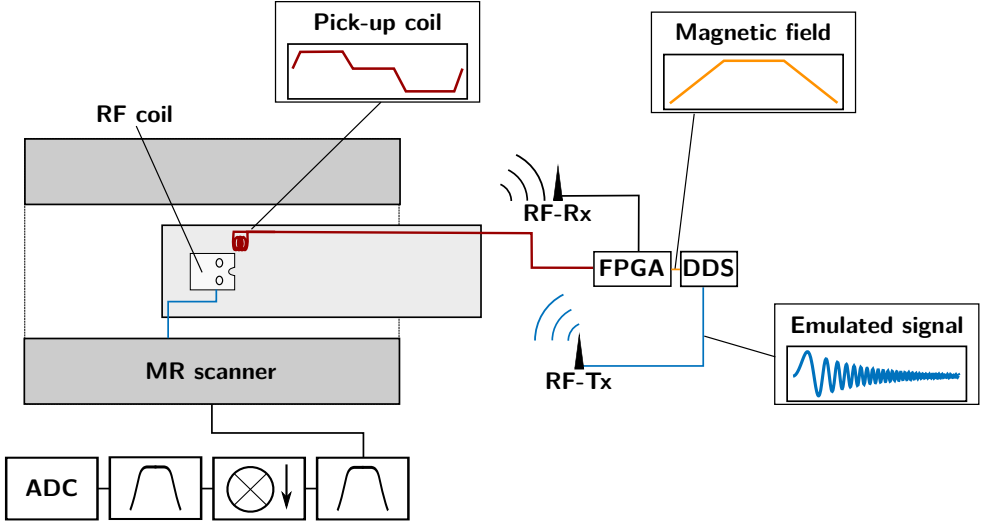 Pick-up coil
Magnetic field
RF coil
RF-Rx
FPGA
DDS
Emulated signal
MR scanner
RF-Tx
ADC